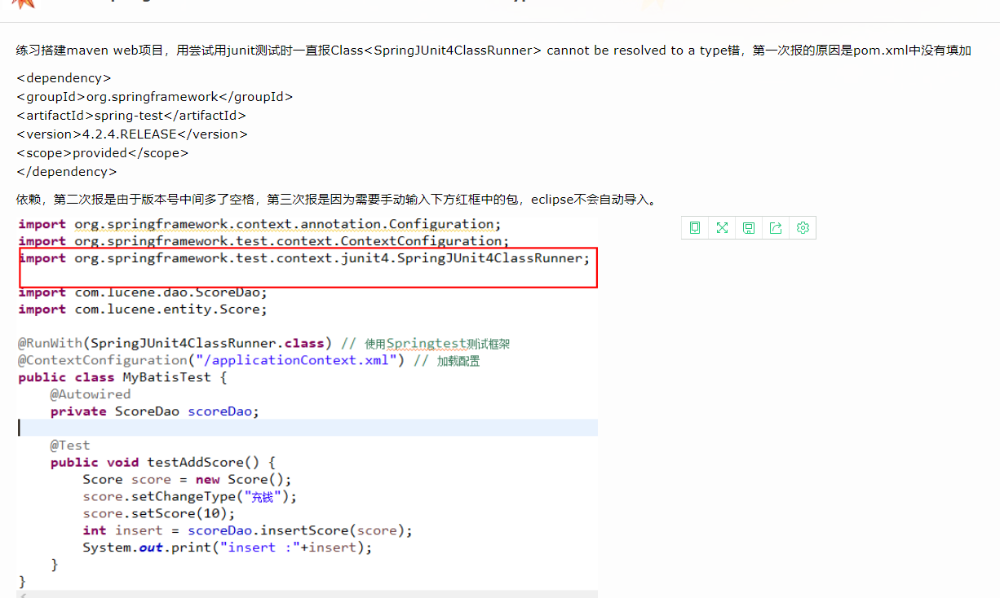 练习搭建maven web项目，用尝试用junit测试时一直报Class<SpringJUnit4ClassRunner> cannot be resolved to a type错，第一次报的原因是pom.xml中没有填加
<dependency>
<groupId>org.springframework</groupId>
<artifactId>spring-test</artifactId>
<version>4.2.4.RELEASE</version>
<scope>provided</scope>
</dependency>
依赖，第二次报是由于版本号中间多了空格，第三次报是因为需要手动输入下方红框中的包，eclipse不会自动导入。
import org.springframework.context.annotation.Configuration;
import org.springframework.test.context.ContextConfiguration;
import org.springframework.test.context.junit4.SpringJUnit4ClassRunner;
import com.lucene.dao.ScoreDao;
import com.lucene.entity.Score;
@RunWith(SpringJUnit4ClassRunner.class) // 使用Springtest测试框架
@ContextConfiguration("/applicationContext.xml") // 加载配置
public class MyBatisTest {
@Autowired
private ScoreDao scoreDao;
@Test
public void testAddScore() {
Score score = new Score();
score.setChangeType("充钱");
score.setScore(10);
int insert = scoreDao.insertScore(score);
System.out.print("insert :"+insert);
}
}